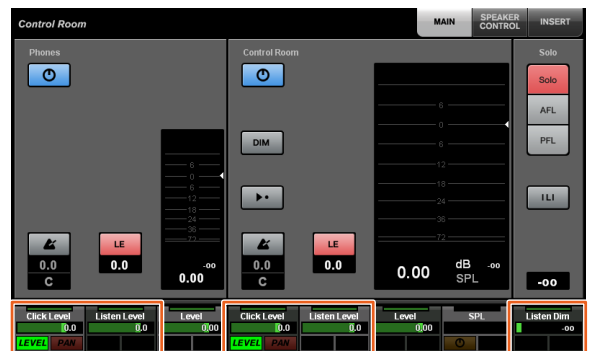 Control Room
MAIN
SPEAKER CONTROL
INSERT
Phones
Control Room
Solo
Solo
AFL
PFL
DIM
6
0
6
12
18
24
36
72
6
0
6
12
18
24
36
72
LE
0.0
C
0.0
-oo
0.00
LE
0.0
C
0.0
0.00
dB
SPL
-oo
-oo
Click Level
0.0
LEVEL PAN
Listen Level
0.0
Level
0.00
Click Level
0.0
LEVEL PAN
Listen Level
0.0
Level
0.00
SPL
Listen Dim
-oo